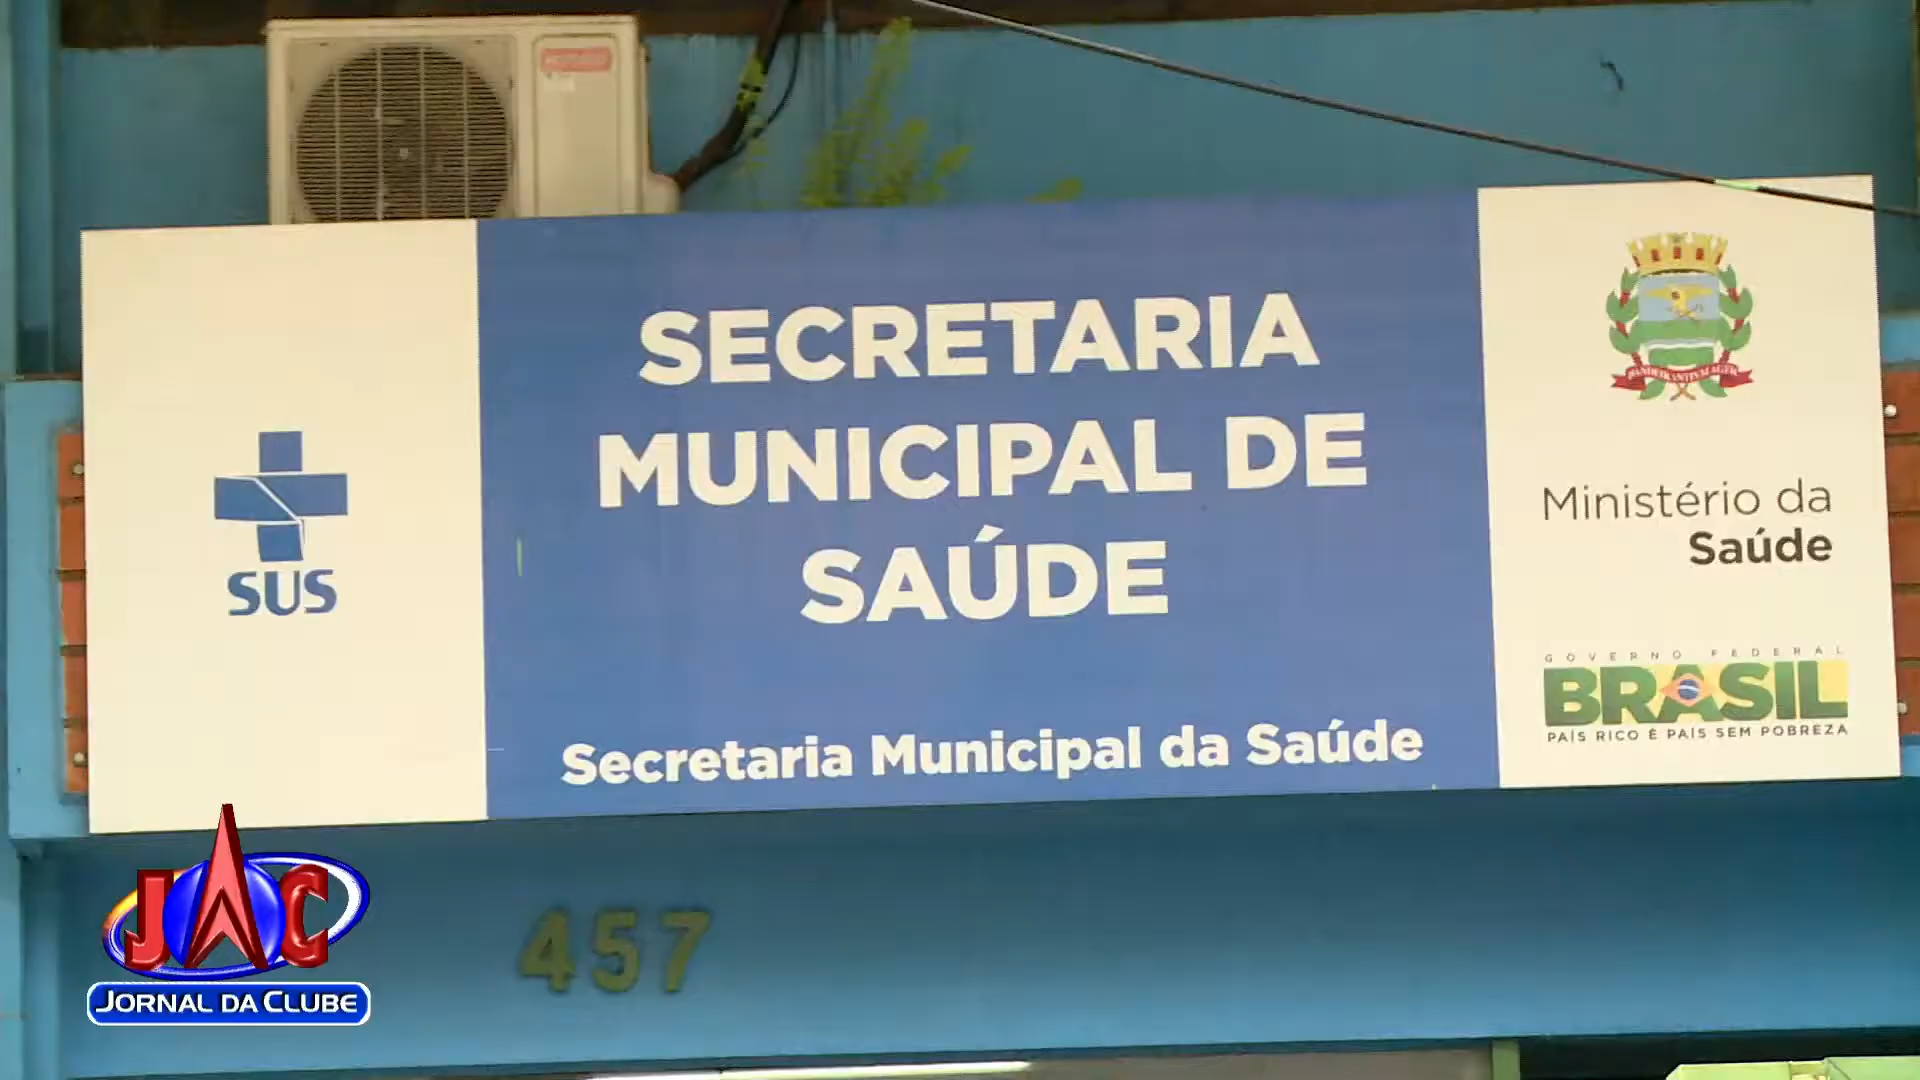 SECRETARIA
MUNICIPAL DE
SAÚDE
Secretaria Municipal da Saúde
SUS
Ministério da
Saúde
GOVERNO FEDERAL
BRASIL
PAÍS RICO É PAÍS SEM POBREZA
457
JC
JORNAL DA CLUBE